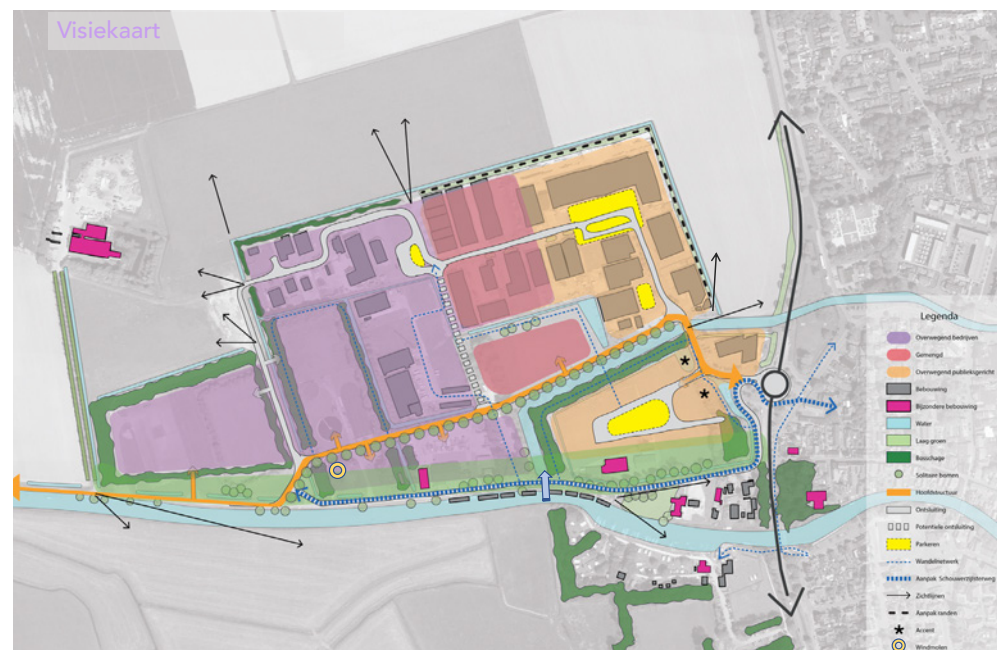 Visiekaart
Legenda
Overwegend bedrijven
Gemengd
Overwegend publieksgericht
Bebouwing
Bijzondere bebouwing
Water
Laag groen
Bosschage
Solitaire bomen
Hoofdstructuur
Ontsluiting
Potentiele ontsluiting
Parkeren
Wandelnetwerk
Aanpak Schouwerzijlsterweg
Zichtlijnen
Aanpak randen
Accent
Windmolen